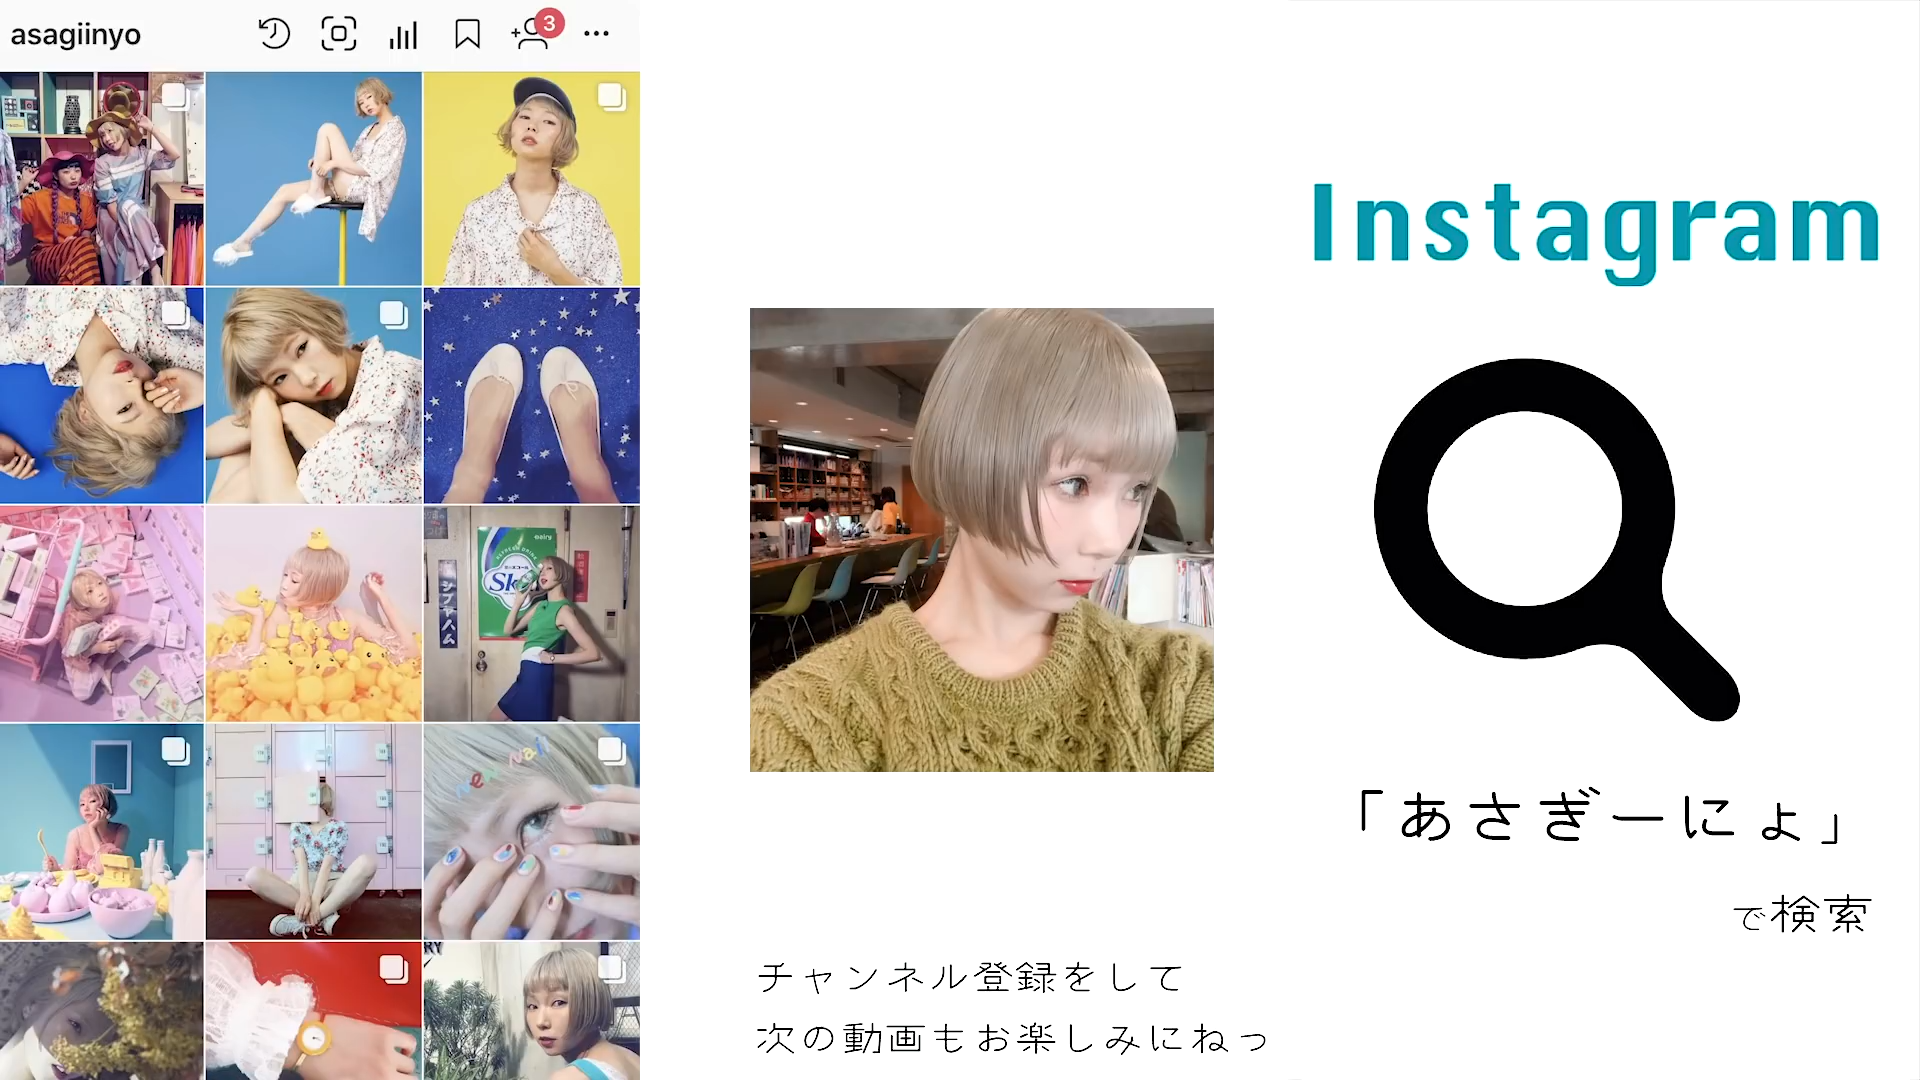 asagiinyo
3
Instagram
「あさぎーにょ」
で検索
チャンネル登録をして
次の動画もお楽しみにねっ